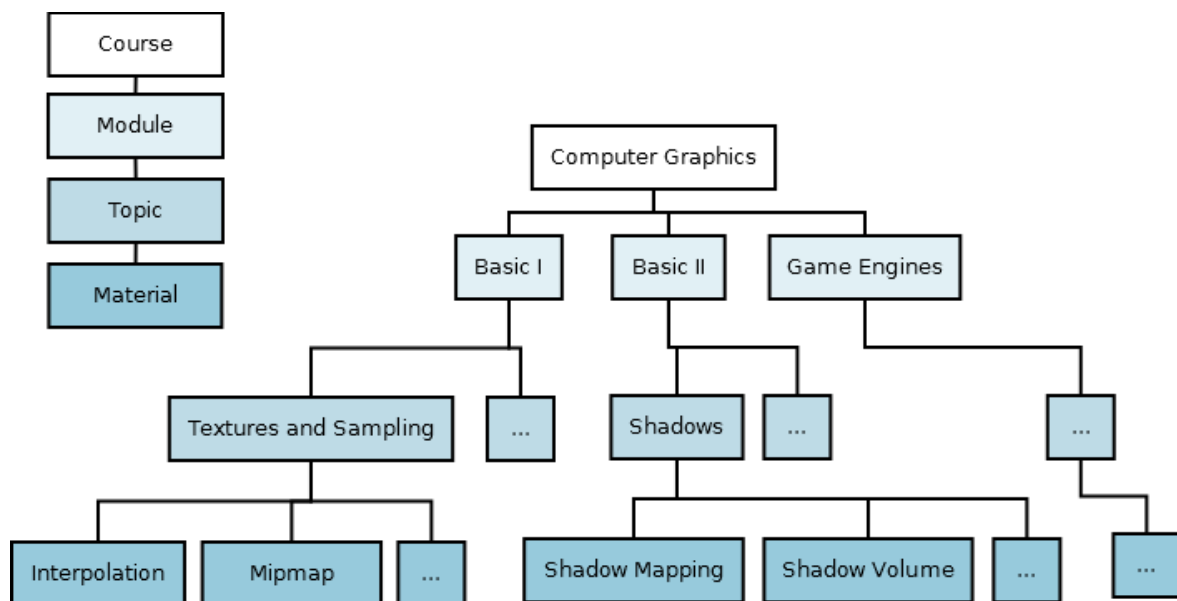 Course
Module
Topic
Material
Computer Graphics
Basic I
Basic II
Game Engines
Textures and Sampling
...
Shadows
...
...
Interpolation
Mipmap
...
Shadow Mapping
Shadow Volume
...
...